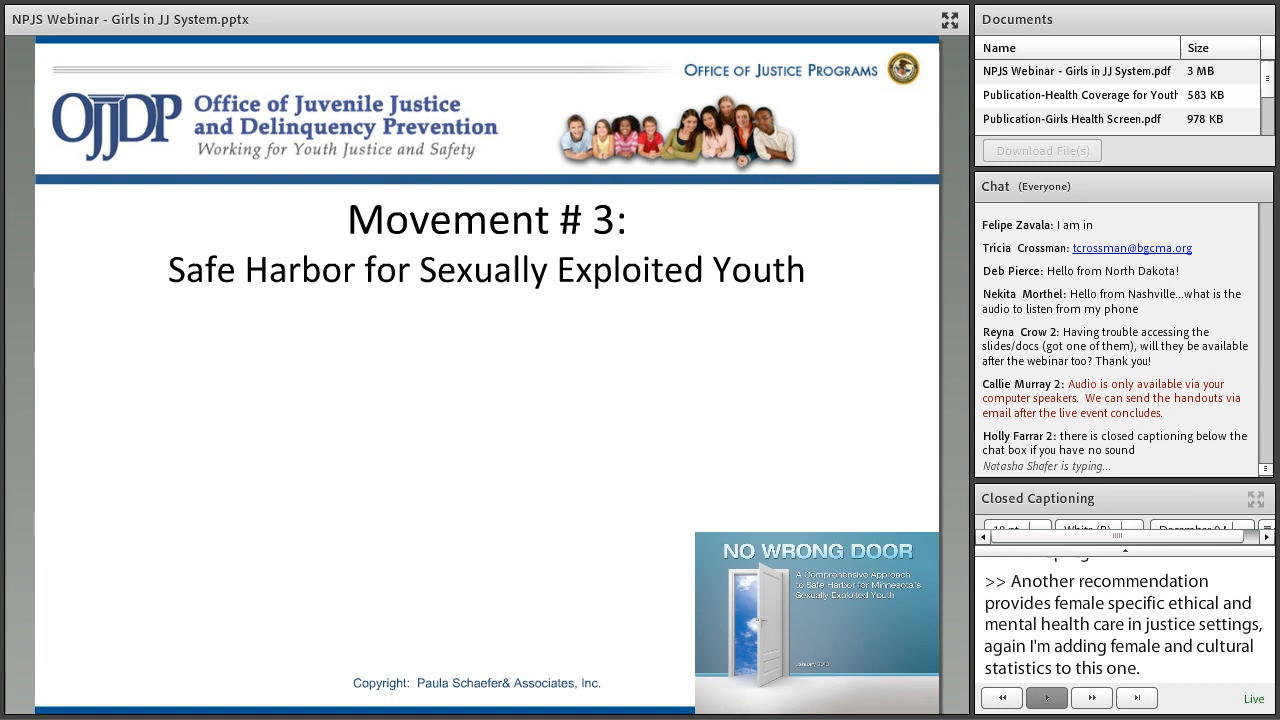 NPJS Webinar - Girls in JJ System.pptx
OFFICE OF JUSTICE PROGRAMS
OJJDP
Office of Juvenile Justice
and Delinquency Prevention
Working for Youth Justice and Safety
Movement # 3:
Safe Harbor for Sexually Exploited Youth
NO WRONG DOOR
A Comprehensive Approach
to Safe Harbor for Minnesota's
Sexually Exploited Youth
Copyright: Paula Schaefer& Associates, Inc.
Documents
Name Size
NPJS Webinar - Girls in JJ System.pdf 3 MB
Publication-Health Coverage for Youth 583 KB
Publication-Girls Health Screen.pdf 978 KB
Download File(s)
Chat (Everyone)
Felipe Zavala: I am in
Tricia Crossman: tcrossman@bgcma.org
Deb Pierce: Hello from North Dakota!
Nekita Morthel: Hello from Nashville...what is the
audio to listen from my phone
Reyna Crow 2: Having trouble accessing the
slides/docs (got one of them), will they be available
after the webinar too? Thank you!
Callie Murray 2: Audio is only available via your
computer speakers. We can send the handouts via
email after the live event concludes.
Holly Farrar 2: there is closed captioning below the
chat box if you have no sound
Natasha Shafer is typing...
Closed Captioning
>> Another recommendation
provides female specific ethical and
mental health care in justice settings,
again I'm adding female and cultural
statistics to this one.
Live